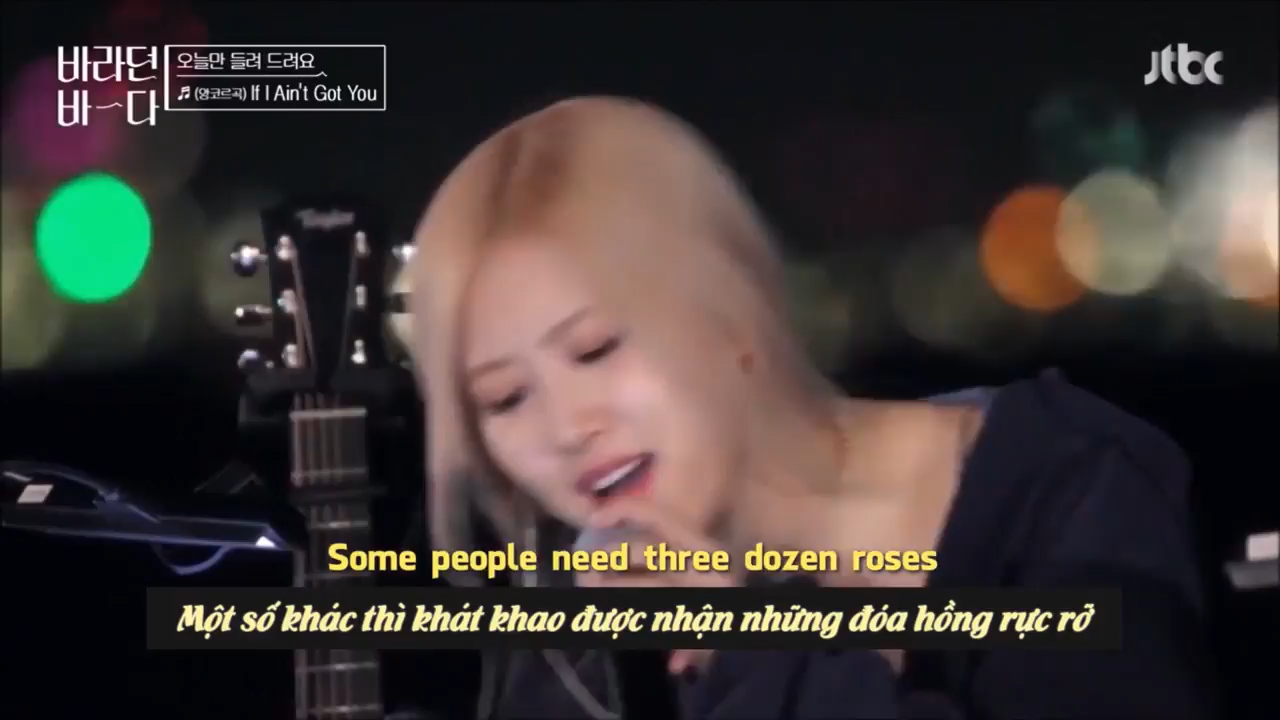 바라던
바다
오늘만 들려 드려요
♬ (앙코르곡) If I Ain't Got You
jtbc
Taylor
Some people need three dozen roses
Một số khác thì khát khao được nhận những đóa hồng rực rỡ